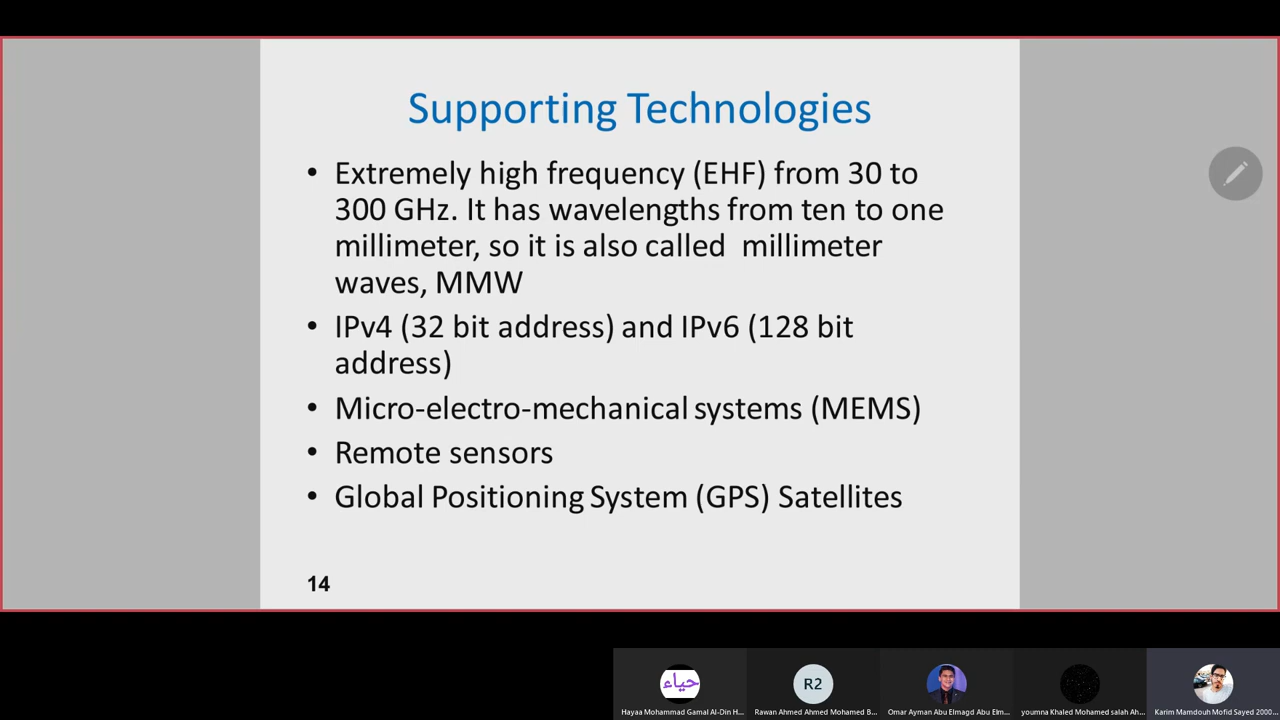 Supporting Technologies
• Extremely high frequency (EHF) from 30 to
300 GHz. It has wavelengths from ten to one
millimeter, so it is also called  millimeter
waves, MMW
• IPv4 (32 bit address) and IPv6 (128 bit
address)
• Micro-electro-mechanical systems (MEMS)
• Remote sensors
• Global Positioning System (GPS) Satellites
14
حياء
R2
Hayaa Mohammad Gamal Al-Din H...
Rawan Ahmed Ahmed Mohamed B...
Omar Ayman Abu Elmagd Abu Elm...
youmna Khaled Mohamed salah Ah...
Karim Mamdouh Mofid Sayed 2000...